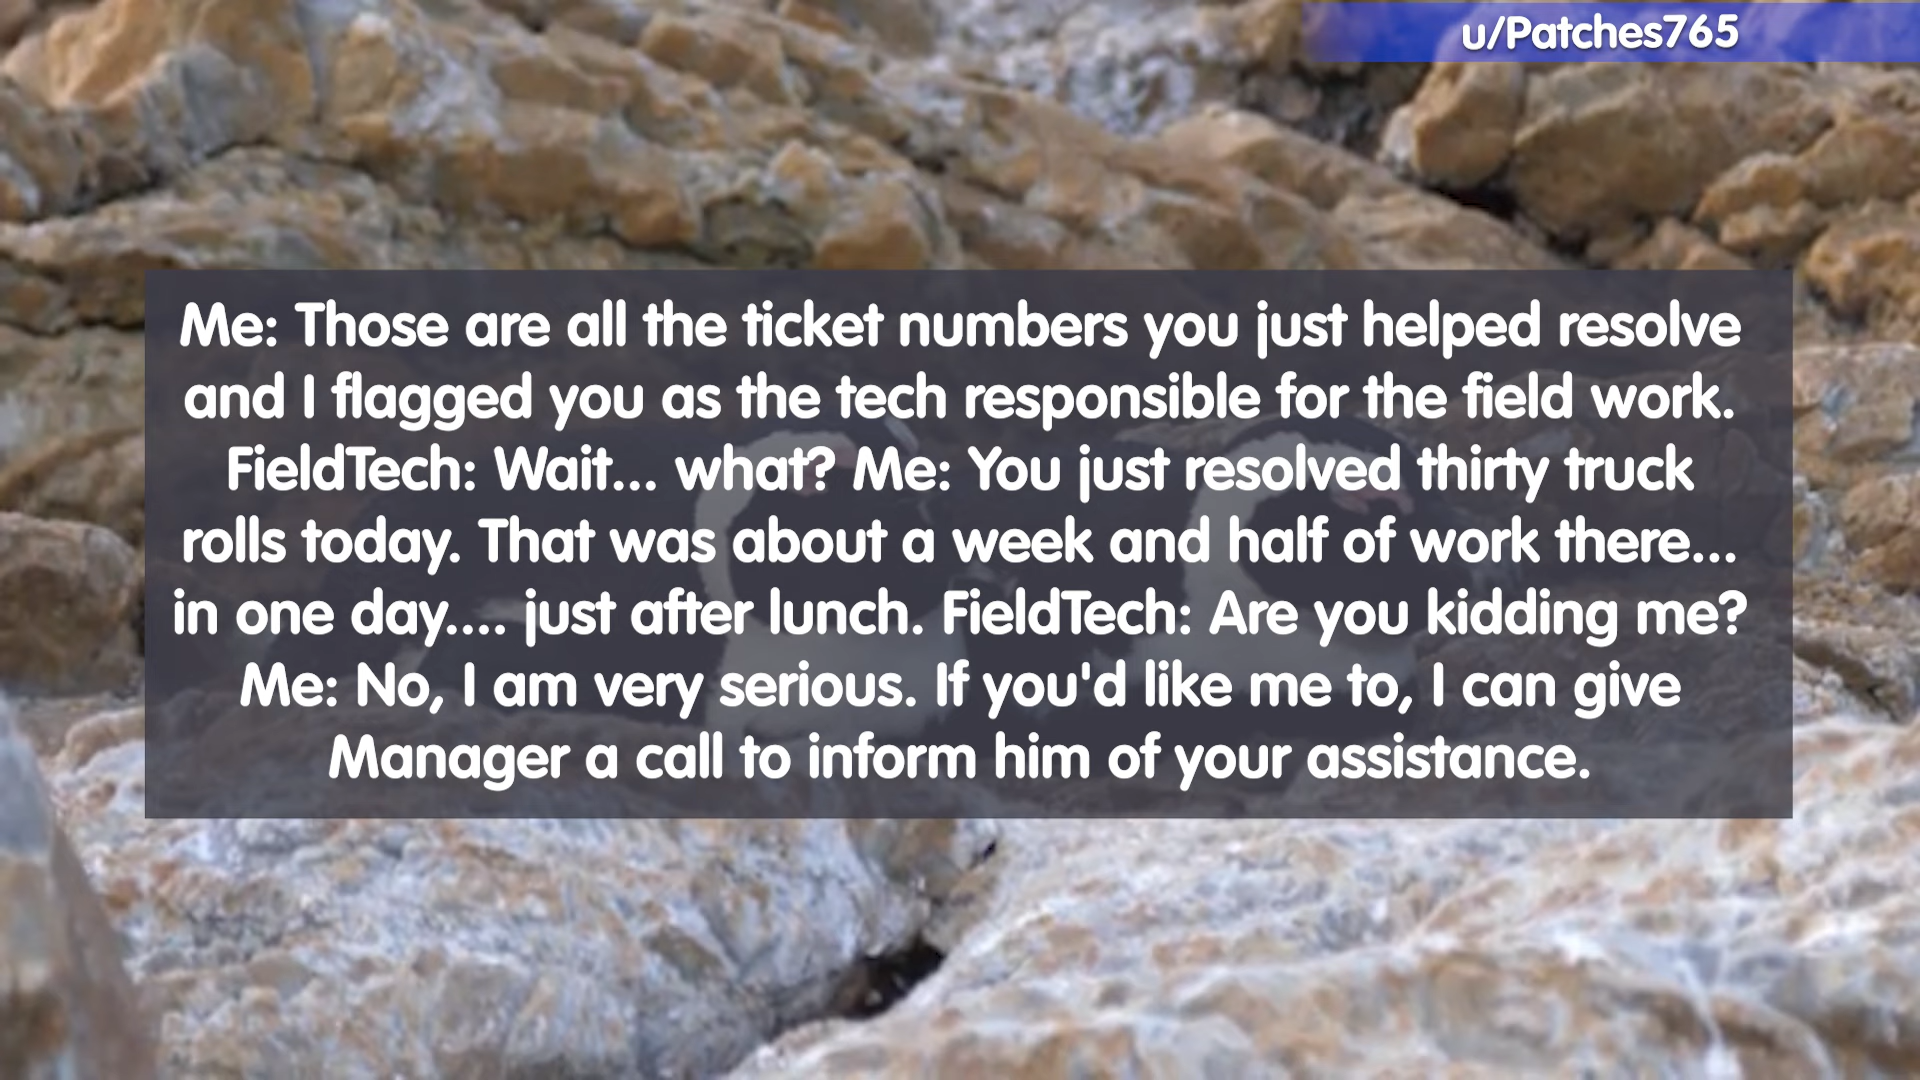 u/Patches765
Me: Those are all the ticket numbers you just helped resolve
and I flagged you as the tech responsible for the field work.
FieldTech: Wait... what? Me: You just resolved thirty truck
rolls today. That was about a week and half of work there...
in one day.... just after lunch. FieldTech: Are you kidding me?
Me: No, I am very serious. If you'd like me to, I can give
Manager a call to inform him of your assistance.